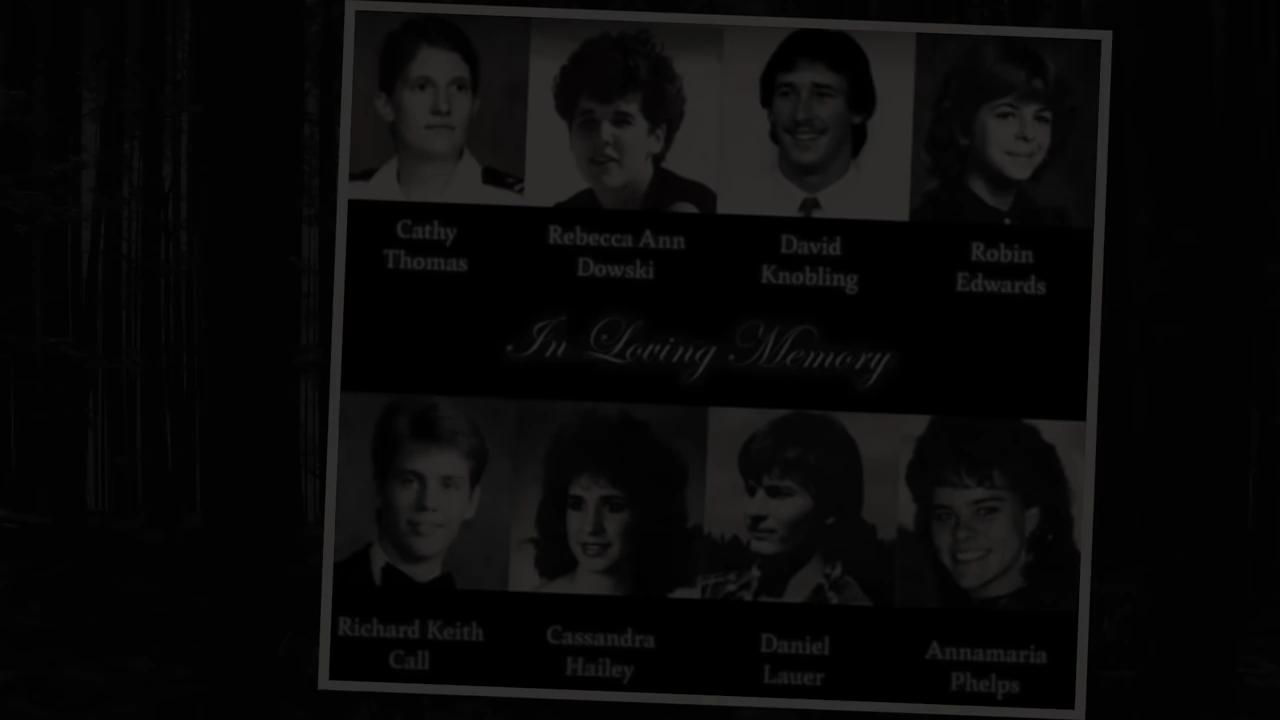 Cathy
Thomas
Rebecca Ann
Dowski
David
Knobling
Robin
Edwards
In Loving Memory
Richard Keith
Call
Cassandra
Hailey
Daniel
Lauer
Annamaria
Phelps